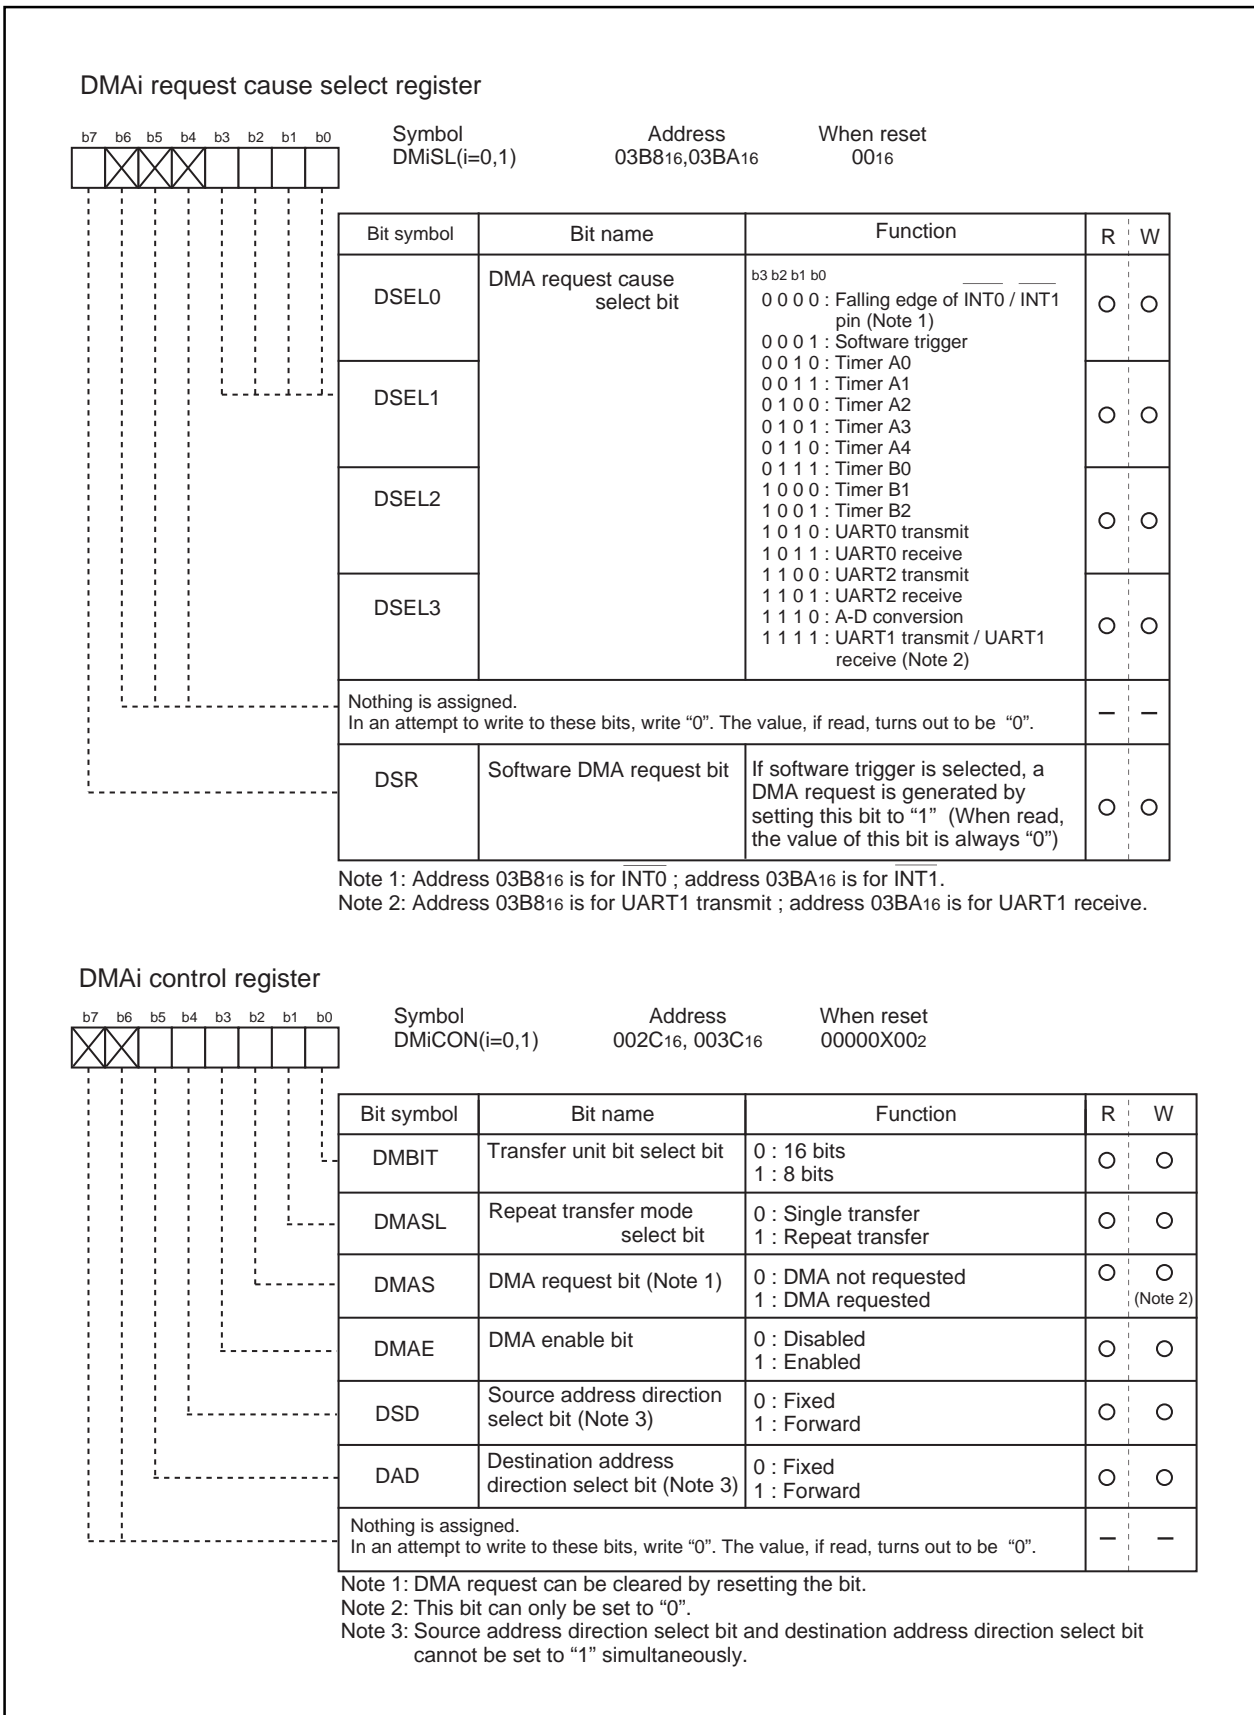 DMAi request cause select register
b7 b6 b5 b4 b3 b2 b1 b0
Symbol Address When reset
DMiSL(i=0,1) 03B816,03BA16 0016
Bit symbol Bit name Function R W
DSEL0
DMA request cause
select bit
b3 b2 b1 b0
0 0 0 0 : Falling edge of INT0 / INT1
pin (Note 1)
0 0 0 1 : Software trigger
0 0 1 0 : Timer A0
0 0 1 1 : Timer A1
0 1 0 0 : Timer A2
0 1 0 1 : Timer A3
0 1 1 0 : Timer A4
0 1 1 1 : Timer B0
1 0 0 0 : Timer B1
1 0 0 1 : Timer B2
1 0 1 0 : UART0 transmit
1 0 1 1 : UART0 receive
1 1 0 0 : UART2 transmit
1 1 0 1 : UART2 receive
1 1 1 0 : A-D conversion
1 1 1 1 : UART1 transmit / UART1
receive (Note 2)
DSEL1
DSEL2
DSEL3
Nothing is assigned.
In an attempt to write to these bits, write “0”. The value, if read, turns out to be “0”.
DSR
Software DMA request bit
If software trigger is selected, a
DMA request is generated by
setting this bit to “1” (When read,
the value of this bit is always “0”)
Note 1: Address 03B816 is for INT0 ; address 03BA16 is for INT1.
Note 2: Address 03B816 is for UART1 transmit ; address 03BA16 is for UART1 receive.
DMAi control register
b7 b6 b5 b4 b3 b2 b1 b0
Symbol Address When reset
DMiCON(i=0,1) 002C16, 003C16 00000X002
Bit symbol Bit name Function R W
DMBIT
Transfer unit bit select bit
0 : 16 bits
1 : 8 bits
DMASL
Repeat transfer mode
select bit
0 : Single transfer
1 : Repeat transfer
DMAS
DMA request bit (Note 1)
0 : DMA not requested
1 : DMA requested
(Note 2)
DMAE
DMA enable bit
0 : Disabled
1 : Enabled
DSD
Source address direction
select bit (Note 3)
0 : Fixed
1 : Forward
DAD
Destination address
direction select bit (Note 3)
0 : Fixed
1 : Forward
Nothing is assigned.
In an attempt to write to these bits, write “0”. The value, if read, turns out to be “0”.
Note 1: DMA request can be cleared by resetting the bit.
Note 2: This bit can only be set to “0”.
Note 3: Source address direction select bit and destination address direction select bit
cannot be set to “1” simultaneously.